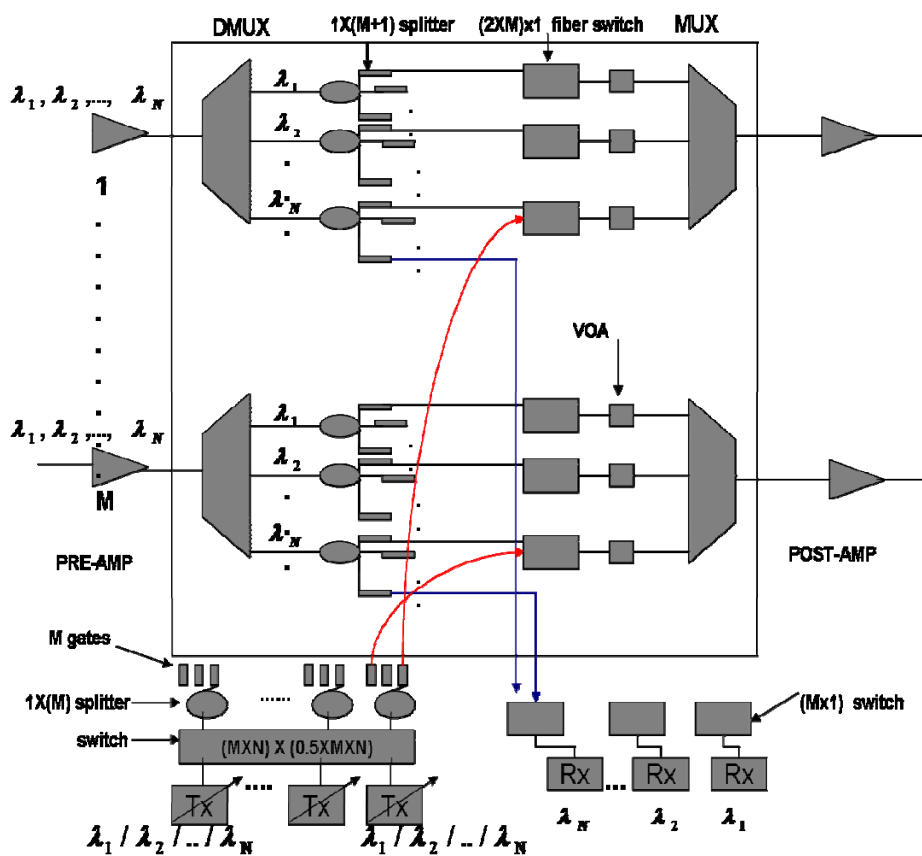 DMUX 1X(M+1) splitter (2XM)x1 fiber switch MUX
λ1 , λ2 ,..., λN
λ1
λ2
λN
1
VOA
λ1 , λ2 ,..., λN
λ1
λ2
λN
M
PRE-AMP
POST-AMP
M gates
1X(M) splitter
(Mx1) switch
switch
(MXN) X (0.5XMXN)
Tx Tx Tx
Rx Rx Rx
λN λ2 λ1
λ1 / λ2 / .. / λN λ1 / λ2 / .. / λN